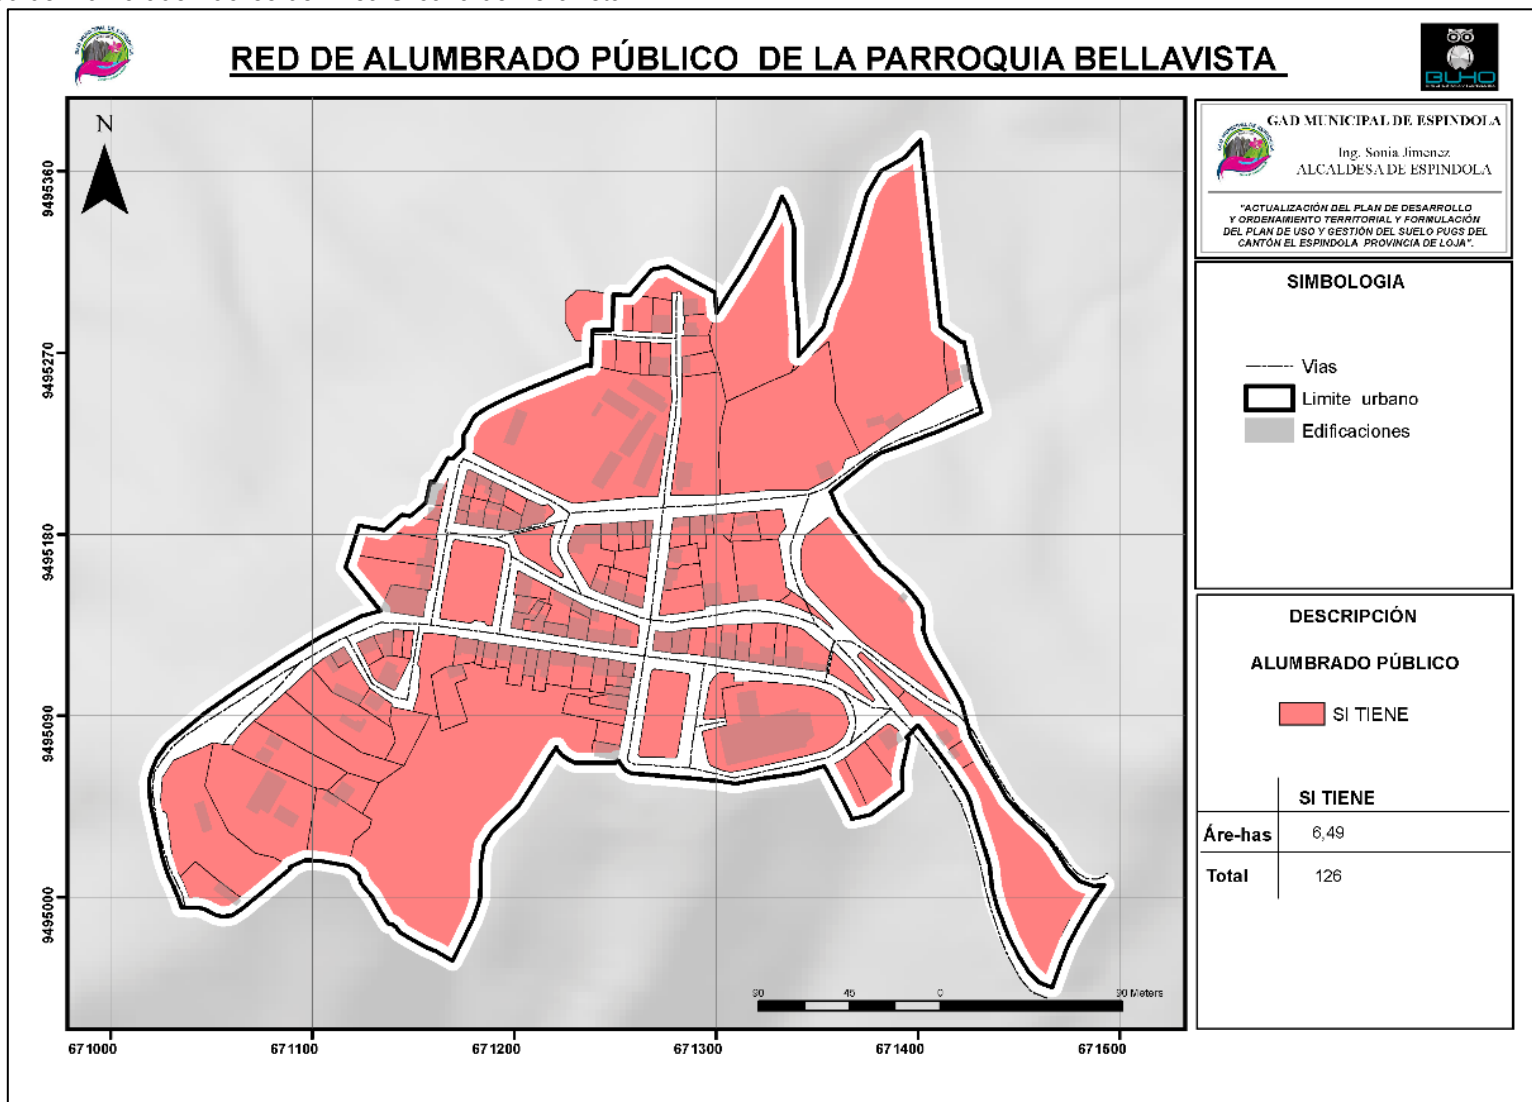 RED DE ALUMBRADO PÚBLICO DE LA PARROQUIA BELLAVISTA
BUHO
N
9495360
9495270
9495180
9495090
9495000
671000
671100
671200
671300
671400
671500
90
45
0
90 Meters
GAD MUNICIPAL DE ESPINDOLA
Ing. Sonia Jimenez
ALCALDESA DE ESPINDOLA
"ACTUALIZACIÓN DEL PLAN DE DESARROLLO
Y ORDENAMIENTO TERRITORIAL Y FORMULACIÓN
DEL PLAN DE USO Y GESTIÓN DEL SUELO PUGS DEL
CANTÓN EL ESPINDOLA PROVINCIA DE LOJA".
SIMBOLOGIA
Vias
Limite urbano
Edificaciones
DESCRIPCIÓN
ALUMBRADO PÚBLICO
SI TIENE
SI TIENE
Áre-has 6,49
Total 126